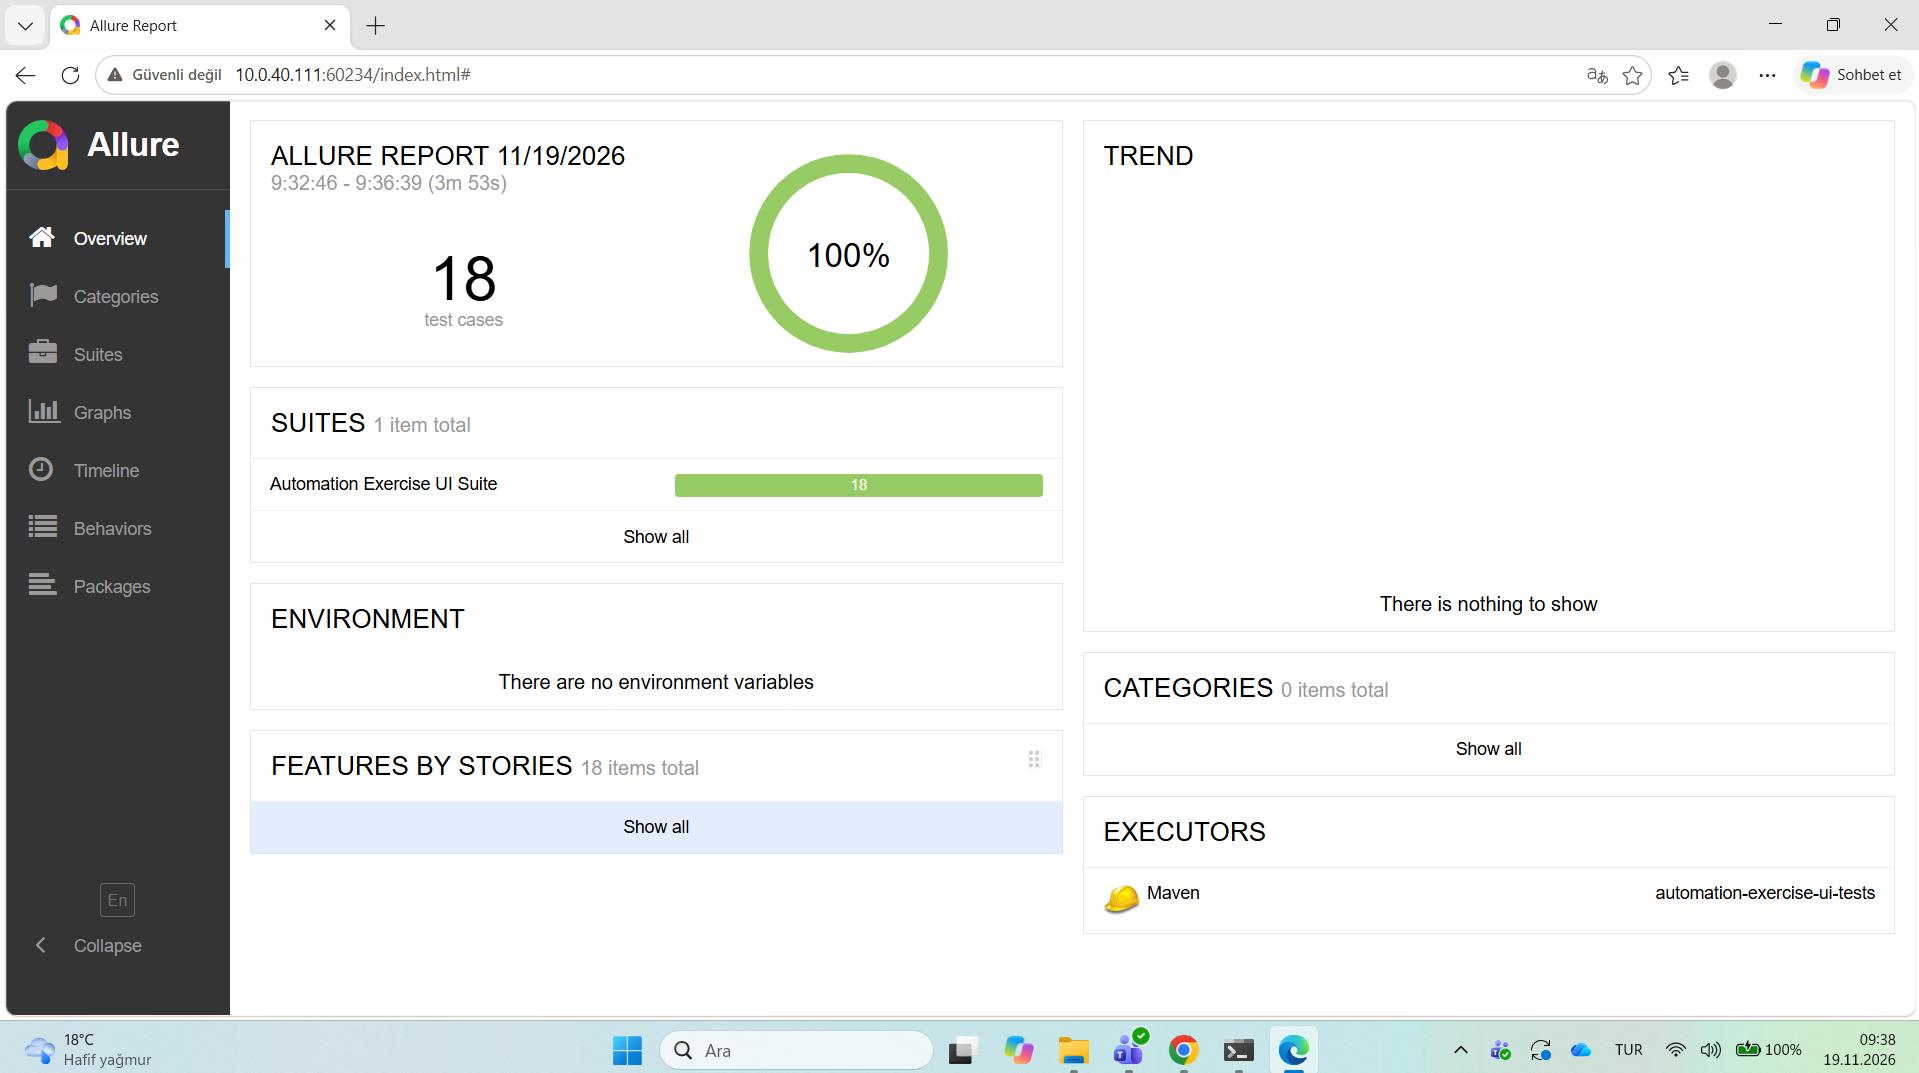 Allure Report
Güvenli değil
10.0.40.111:60234/index.html#
Sohbet et
Allure
Overview
Categories
Suites
Graphs
Timeline
Behaviors
Packages
En
Collapse
ALLURE REPORT 11/19/2026
9:32:46 - 9:36:39 (3m 53s)
18
test cases
100%
SUITES 1 item total
Automation Exercise UI Suite
18
Show all
ENVIRONMENT
There are no environment variables
FEATURES BY STORIES 18 items total
Show all
TREND
There is nothing to show
CATEGORIES 0 items total
Show all
EXECUTORS
Maven
automation-exercise-ui-tests
18°C
Hafif yağmur
Ara
TUR
100%
09:38
19.11.2026